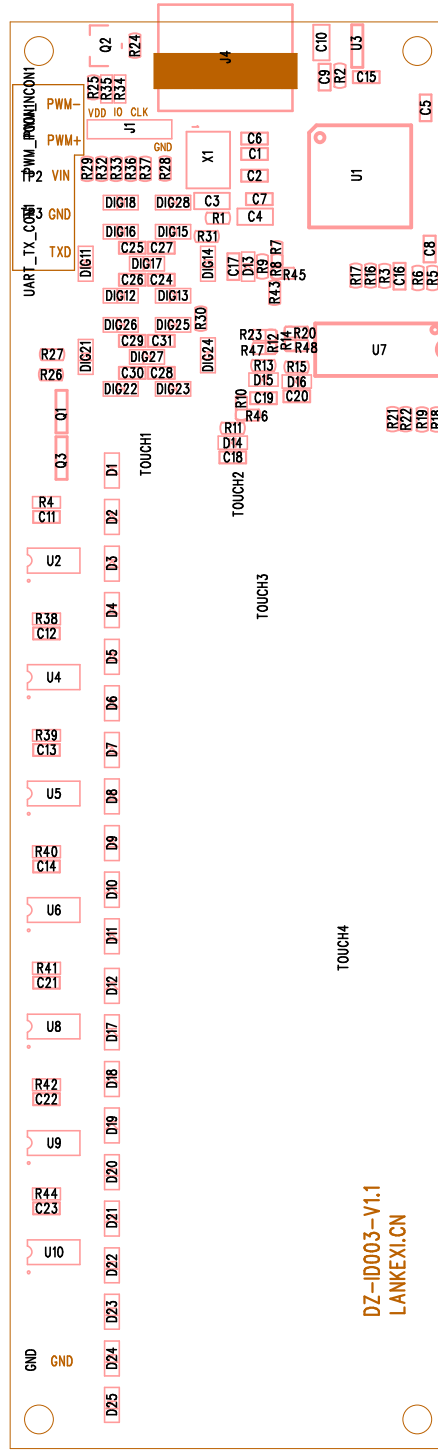 Q2
R24
J4
C10
U3
C9
R2
C15
R25
R35
R34
PWM-
VDD IO CLK
J1
GND
PWM+
C5
C6
C1
X1
U1
R29
R32
R33
R36
R37
R28
TP2
VIN
C2
DIG18
DIG28
C3
C7
GND
R1
C4
UART_TX_COM1
TXD
DIG16
DIG15
R31
C25
C27
R7
C8
DIG11
DIG17
DIG14
C17
D13
R9
R8
R45
C26
C24
R43
R17
R16
R3
C16
R6
R5
DIG12
DIG13
DIG26
DIG25
R30
R23
R12
R14
R20
U7
C29
C31
R47
R48
R27
DIG21
DIG27
DIG24
R13
R15
R26
C30
C28
D15
D16
DIG22
DIG23
C19
C20
R10
R46
Q1
R11
R21
R22
R19
R18
D14
Q3
C18
TOUCH1
D1
TOUCH2
R4
C11
D2
U2
D3
TOUCH3
D4
R38
C12
D5
U4
D6
R39
C13
D7
U5
D8
R40
C14
D9
U6
D10
D11
TOUCH4
R41
C21
D12
U8
D17
R42
C22
D18
D19
U9
D20
R44
C23
D21
U10
D22
DZ-ID003-V1.1
LANKEXI.CN
D23
GND
GND
D24
D25